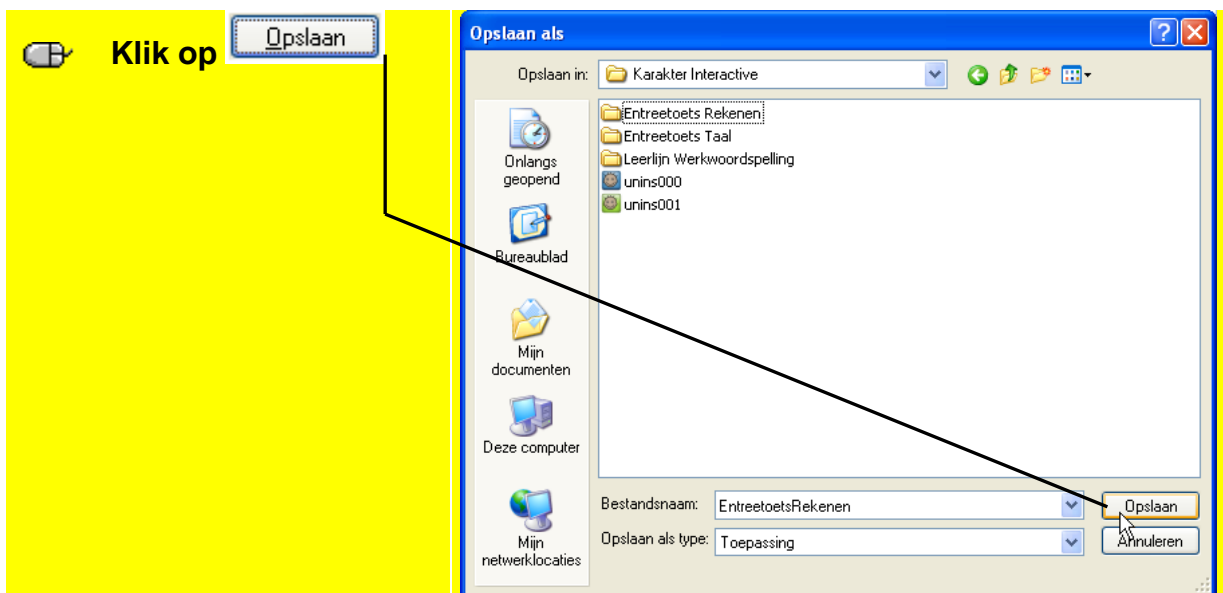 Klik op Opslaan
Opslaan als
Opslaan in: Karakter Interactive
Entreetoets Rekenen
Entreetoets Taal
Leerlijn Werkwoordspelling
unins000
unins001
Onlangs
geopend
Bureaublad
Mijn
documenten
Deze computer
Mijn
netwerklocaties
Bestandsnaam: EntreetoetsRekenen Opslaan
Opslaan als type: Toepassing Annuleren